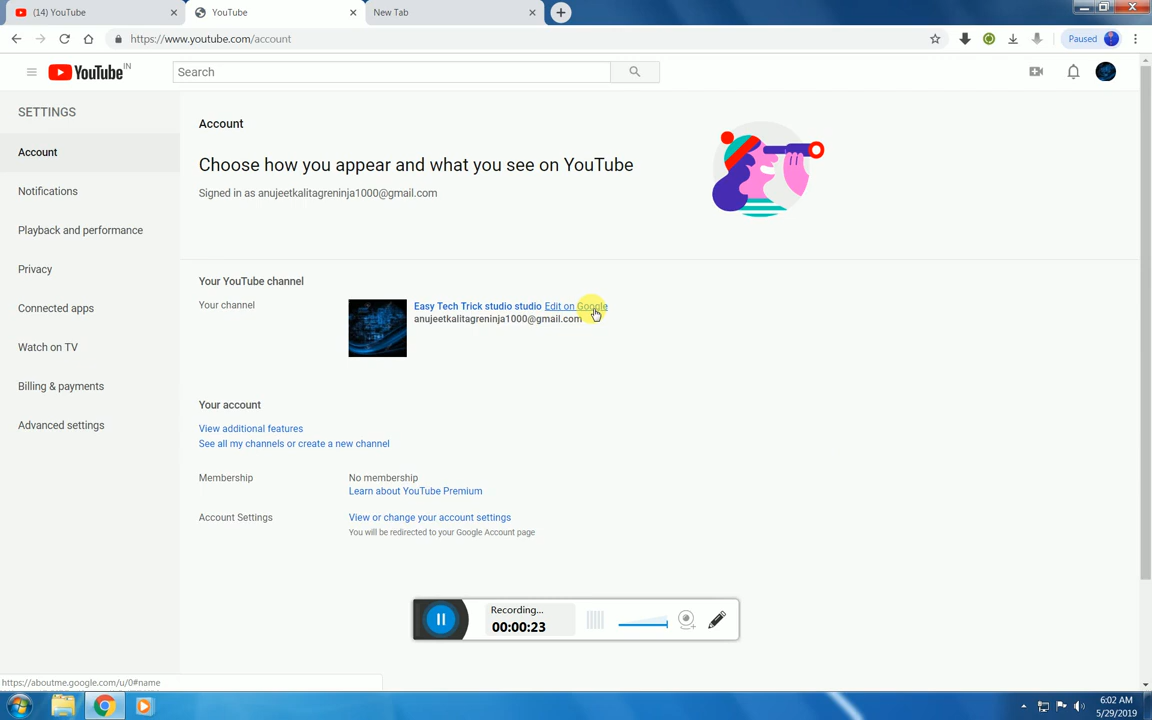 (14) YouTube
YouTube
New Tab
https://www.youtube.com/account
Paused
YouTube IN
Search
SETTINGS
Account
Notifications
Playback and performance
Privacy
Connected apps
Watch on TV
Billing & payments
Advanced settings
Account
Choose how you appear and what you see on YouTube
Signed in as anujeetkalitagreninja1000@gmail.com
Your YouTube channel
Your channel
Easy Tech Trick studio studio Edit on Google
anujeetkalitagreninja1000@gmail.com
Your account
View additional features
See all my channels or create a new channel
Membership
No membership
Learn about YouTube Premium
Account Settings
View or change your account settings
You will be redirected to your Google Account page
Recording...
00:00:23
https://aboutme.google.com/u/0#name
6:02 AM
5/29/2019